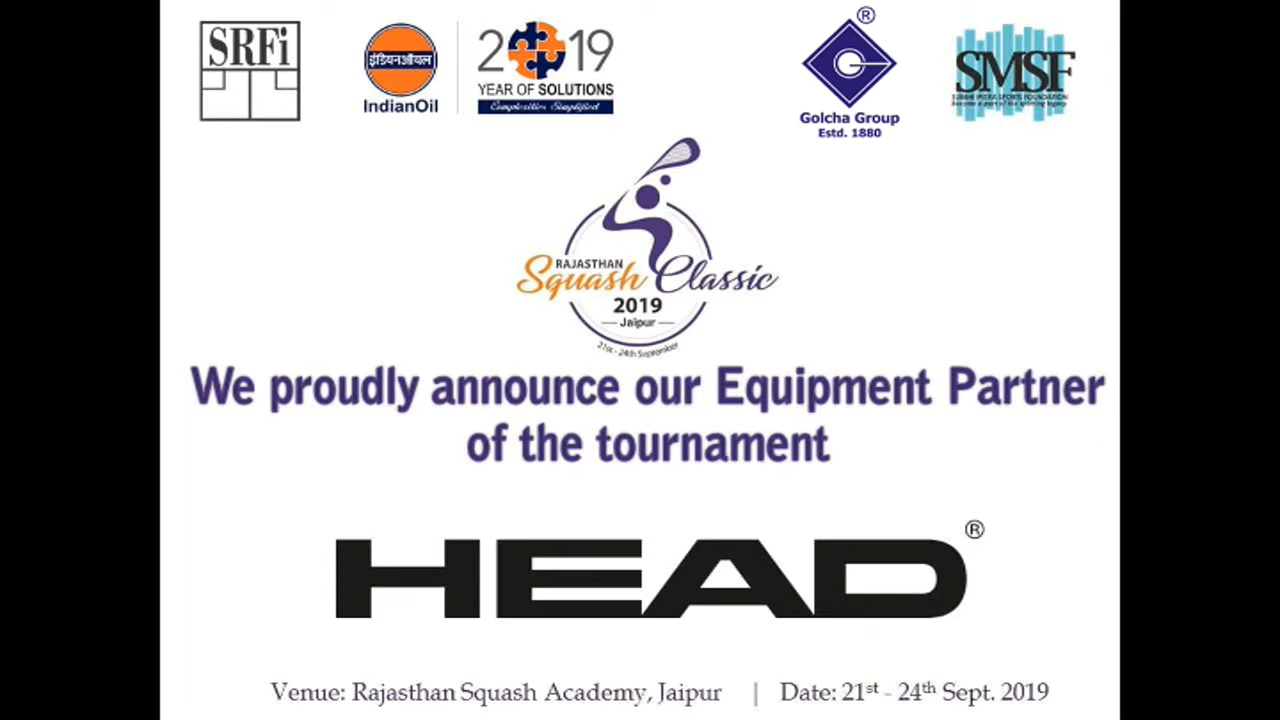 SRFi
इंडियनऑयल
IndianOil
2019
YEAR OF SOLUTIONS
Complexities Simplified
®
Golcha Group
Estd. 1880
SMSF
RAJASTHAN
Squash Classic
2019
Jaipur
21st - 24th September
We proudly announce our Equipment Partner
of the tournament
HEAD®
Venue: Rajasthan Squash Academy, Jaipur | Date: 21st - 24th Sept. 2019